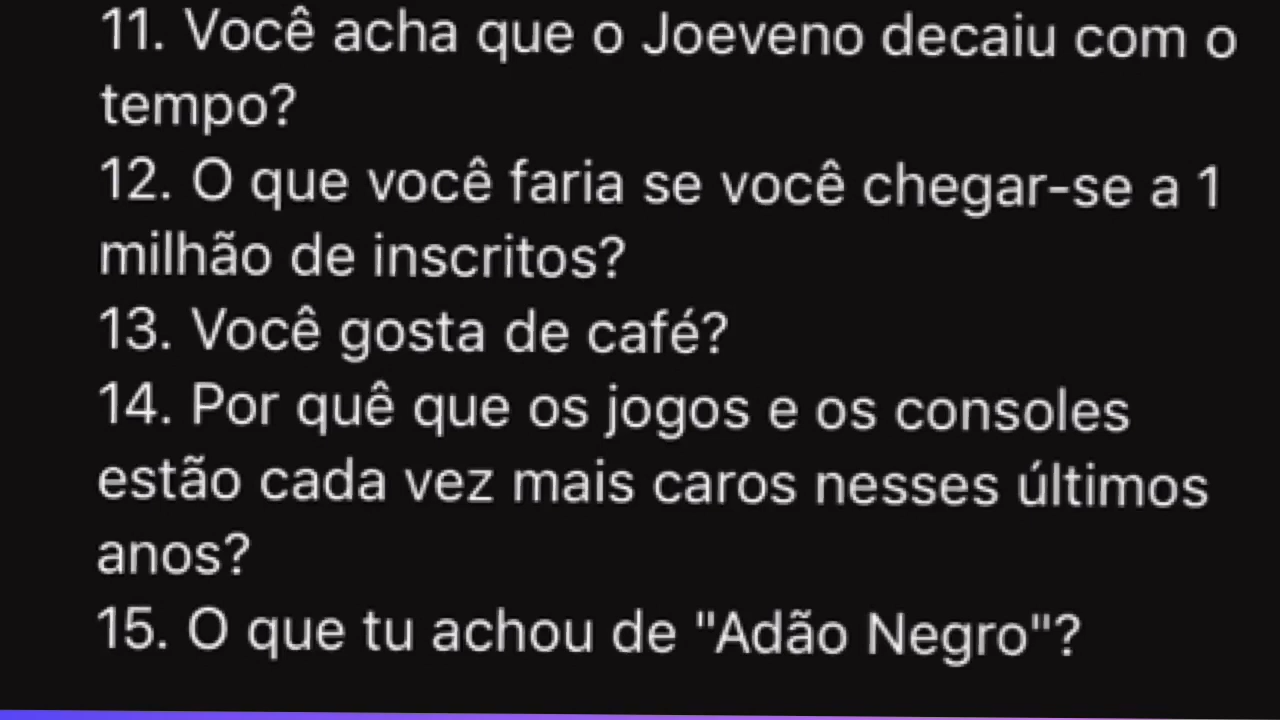 11. Você acha que o Joeveno decaiu com o
tempo?
12. O que você faria se você chegar-se a 1
milhão de inscritos?
13. Você gosta de café?
14. Por quê que os jogos e os consoles
estão cada vez mais caros nesses últimos
anos?
15. O que tu achou de "Adão Negro"?